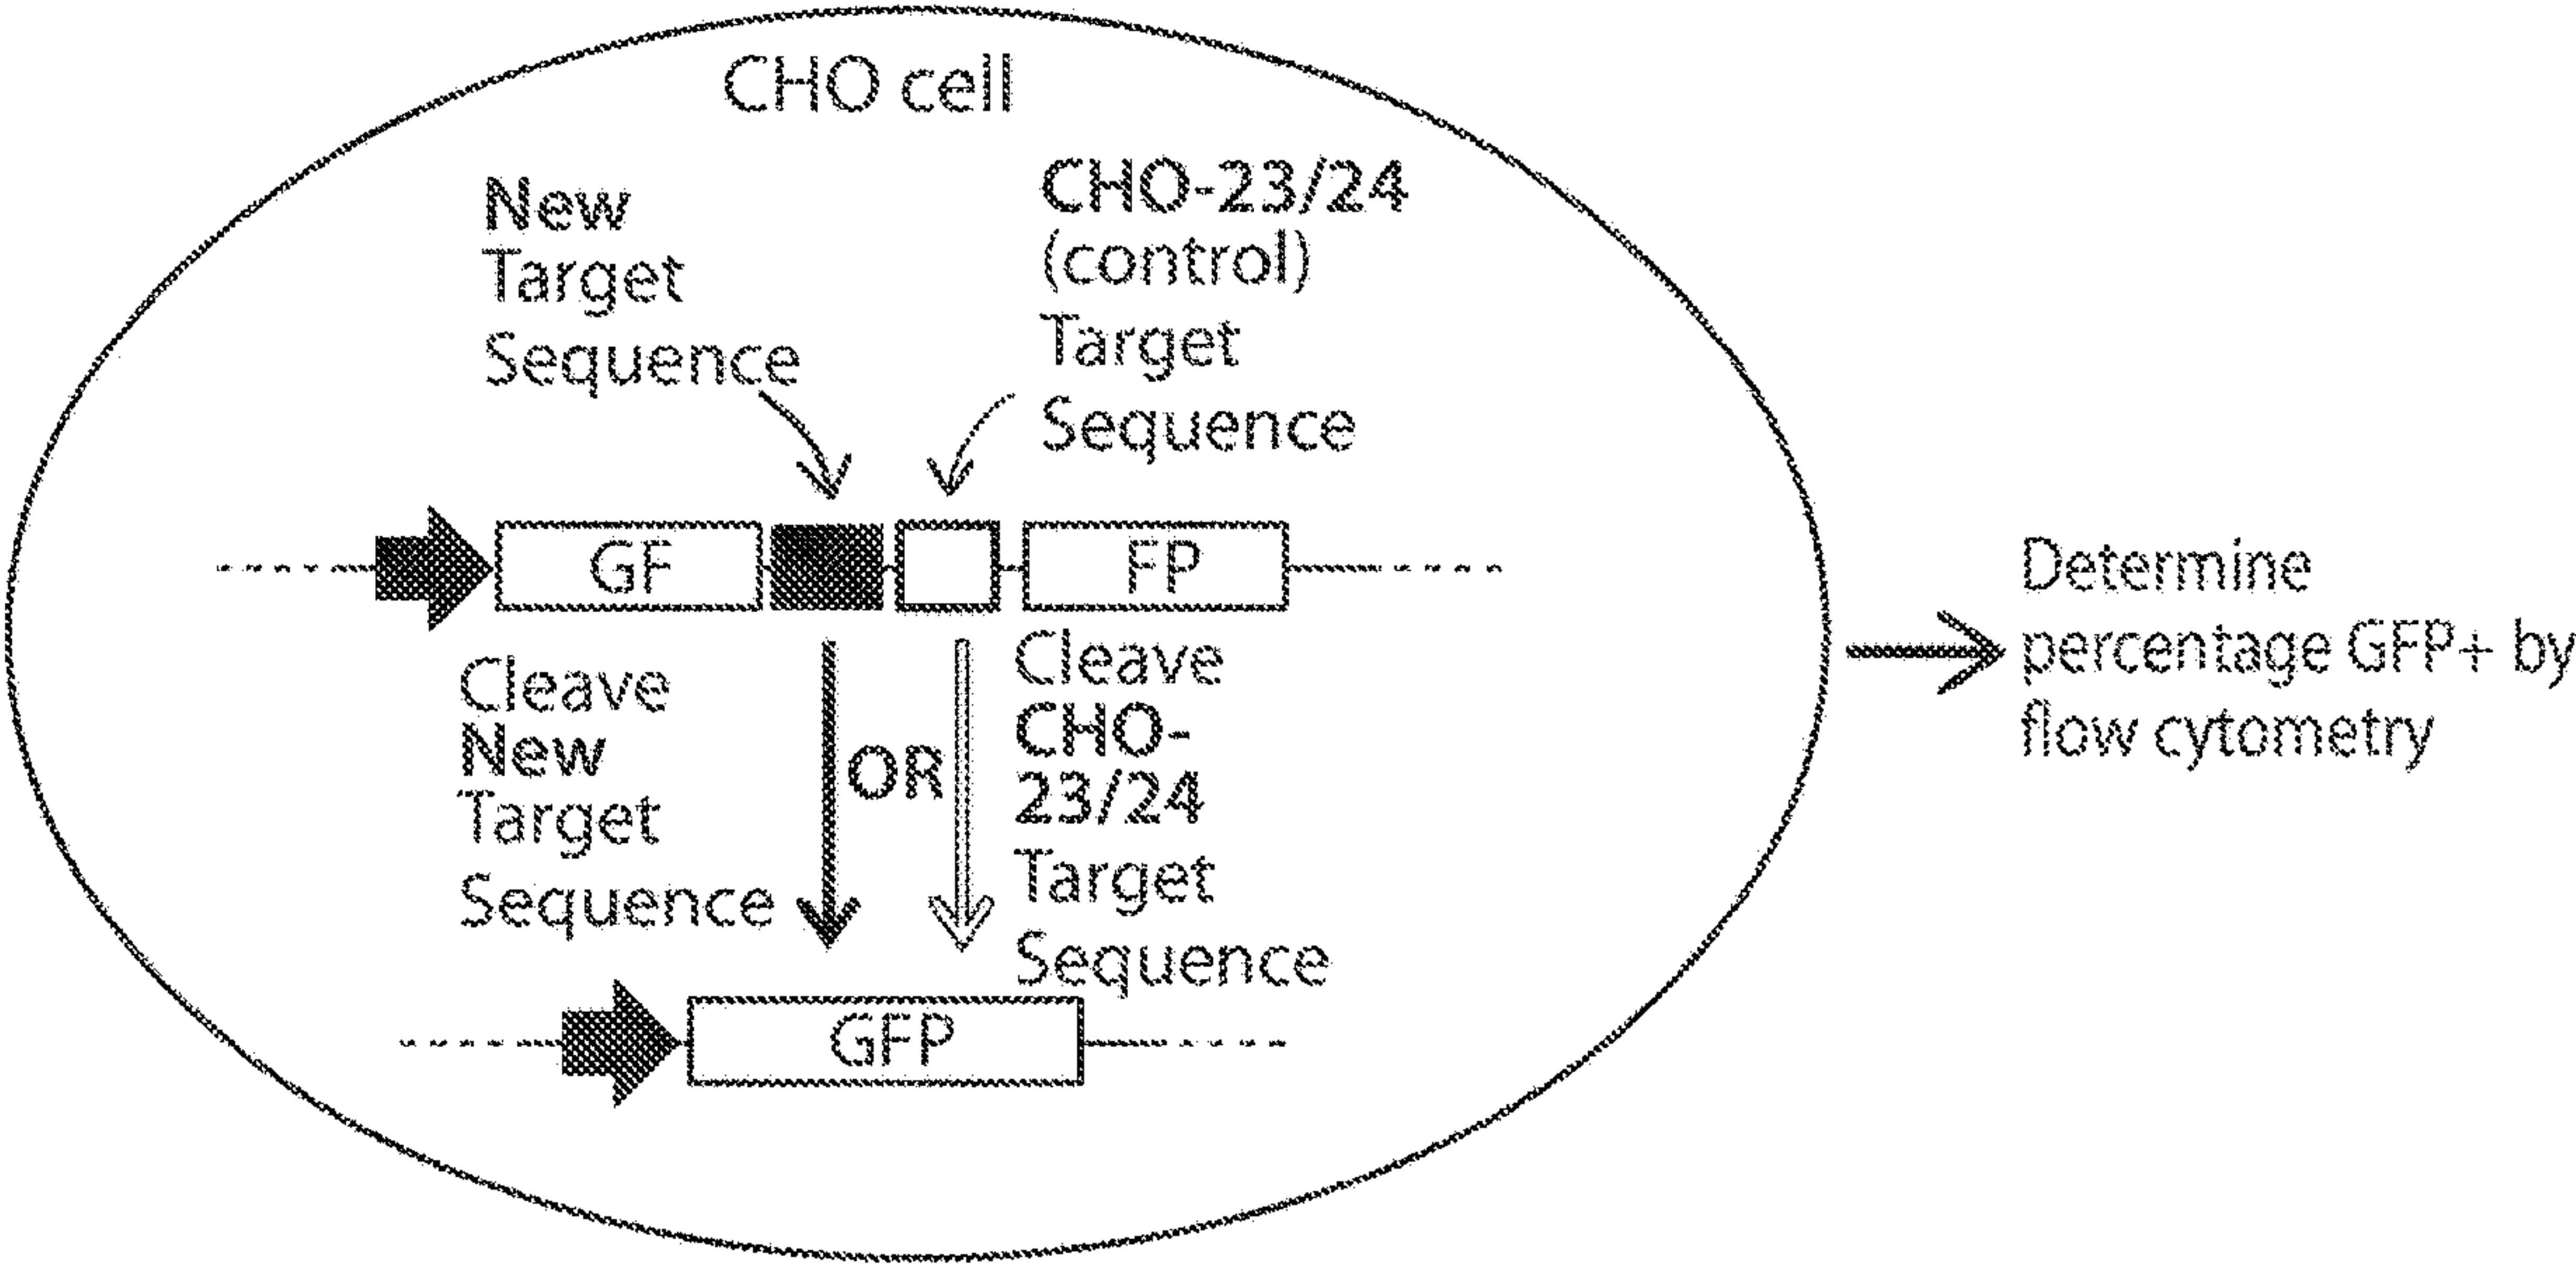 CHO cell
New
Target
Sequence
CHO-23/24
(control)
Target
Sequence
GF
FP
Cleave
New
Target
Sequence
OR
Cleave
CHO-
23/24
Target
Sequence
GFP
Determine
percentage GFP+ by
flow cytometry